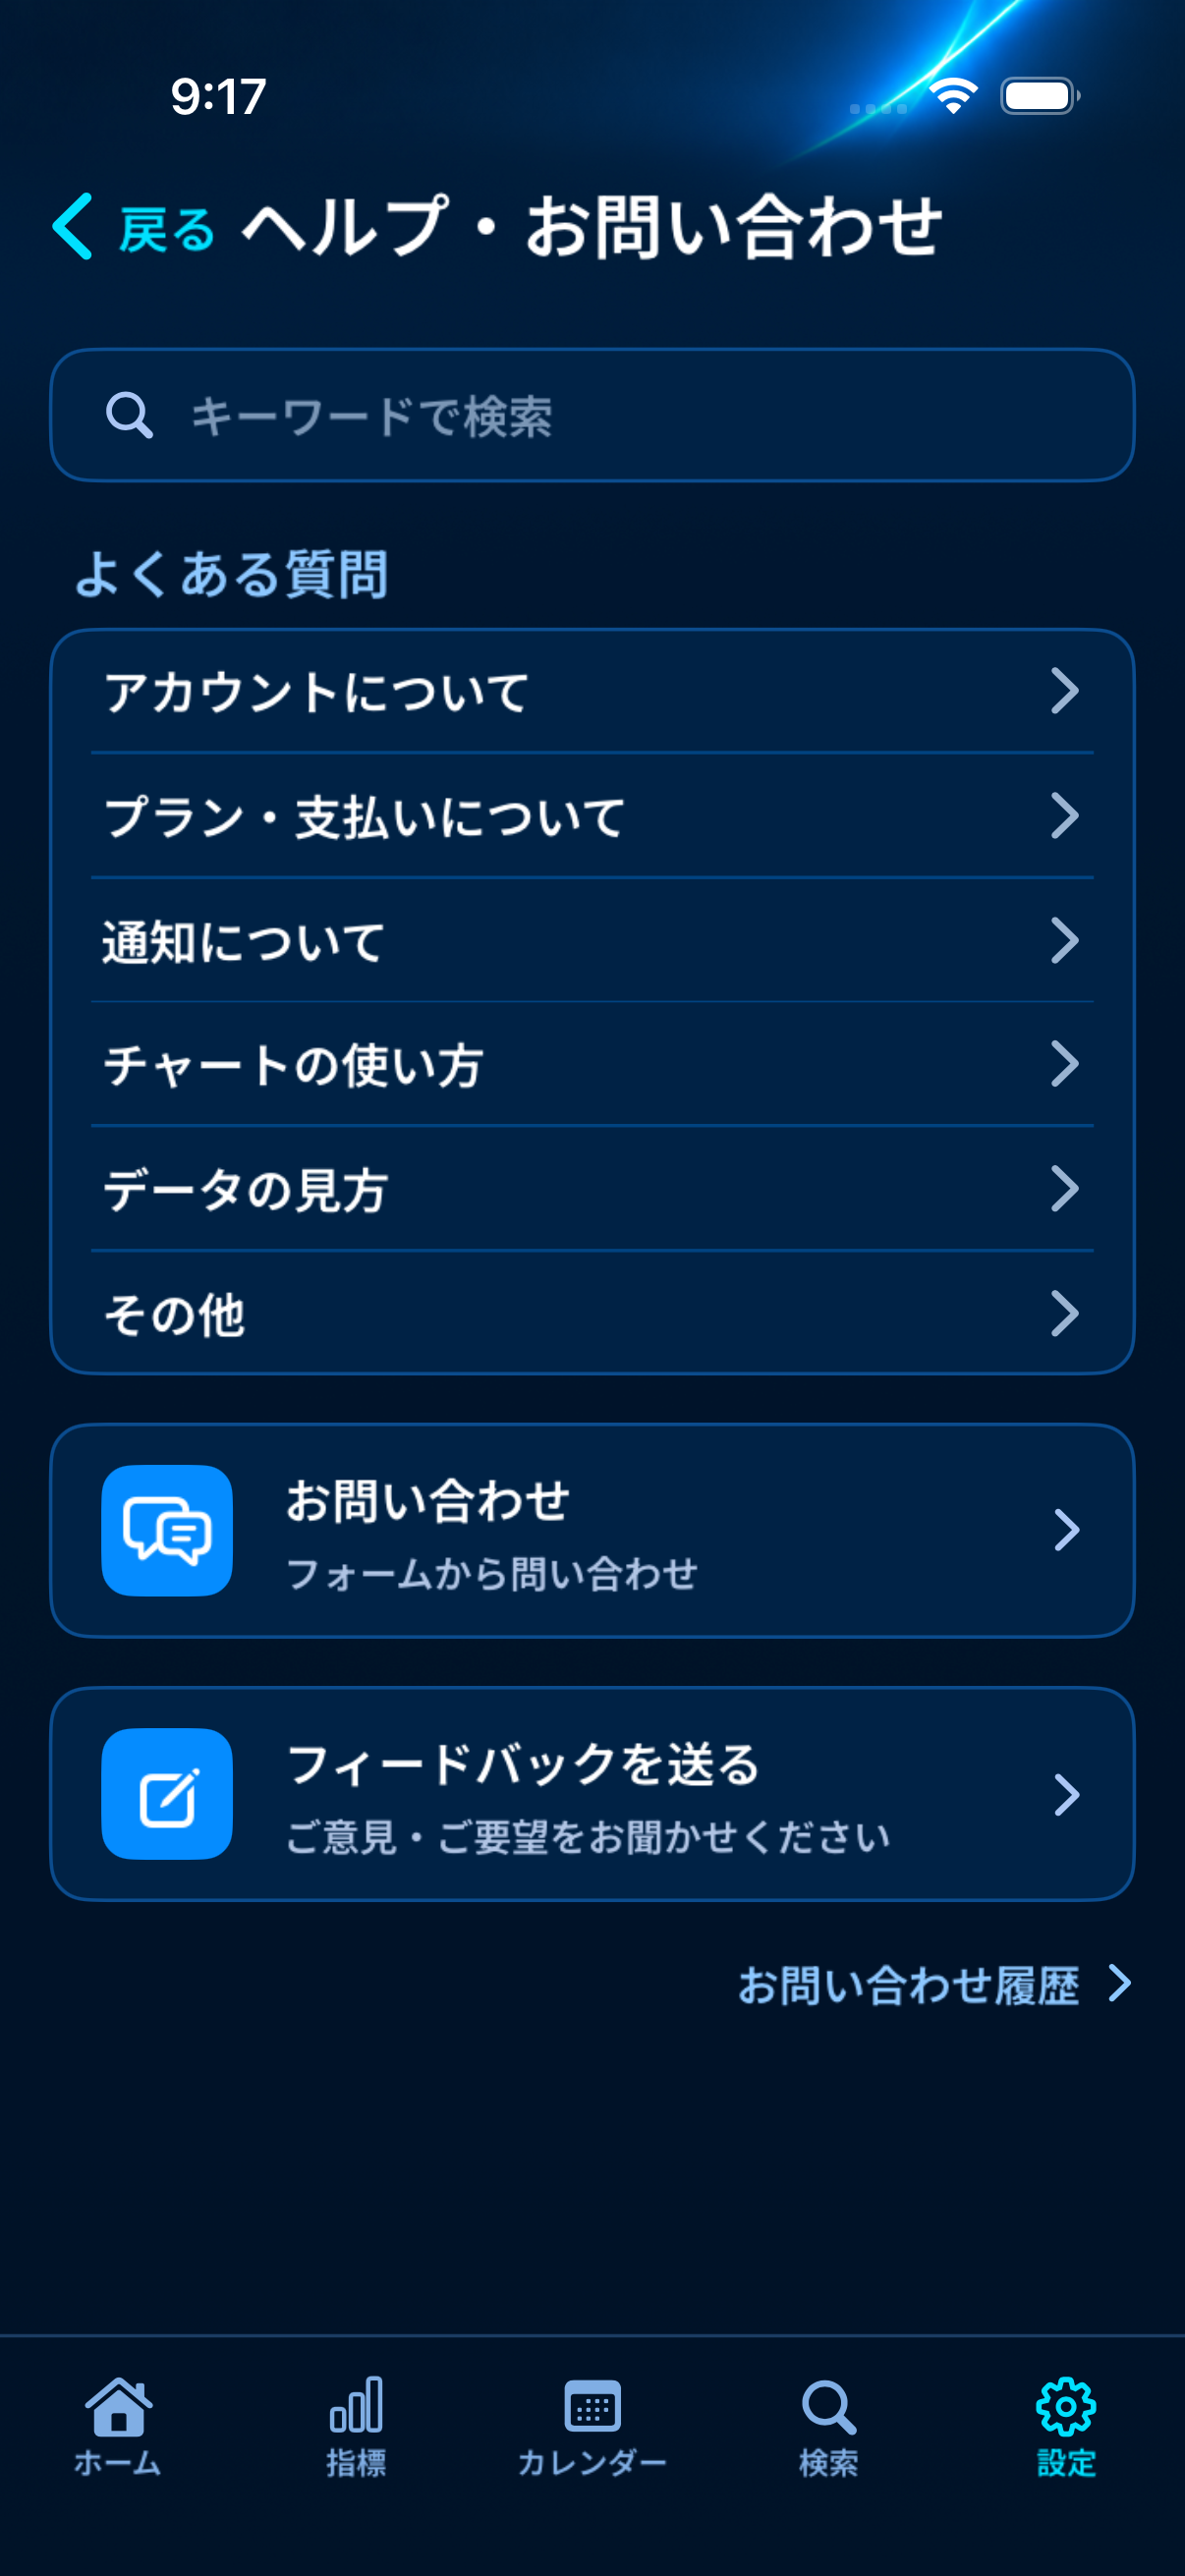 9:17
戻る ヘルプ・お問い合わせ
キーワードで検索
よくある質問
アカウントについて
プラン・支払いについて
通知について
チャートの使い方
データの見方
その他
お問い合わせ
フォームから問い合わせ
フィードバックを送る
ご意見・ご要望をお聞かせください
お問い合わせ履歴
ホーム 指標 カレンダー 検索 設定